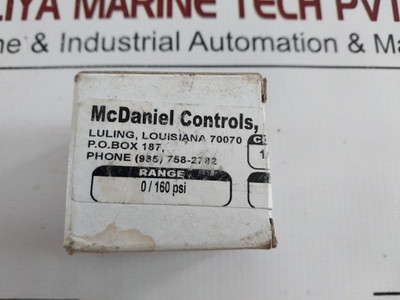 LIYA MARINE TECH PVT
ne & Industrial Automation & Ma
McDaniel Controls,
LULING, LOUISIANA 70070
P.O.BOX 187,
PHONE (985) 758-2782
RANGE
0 / 160 psi